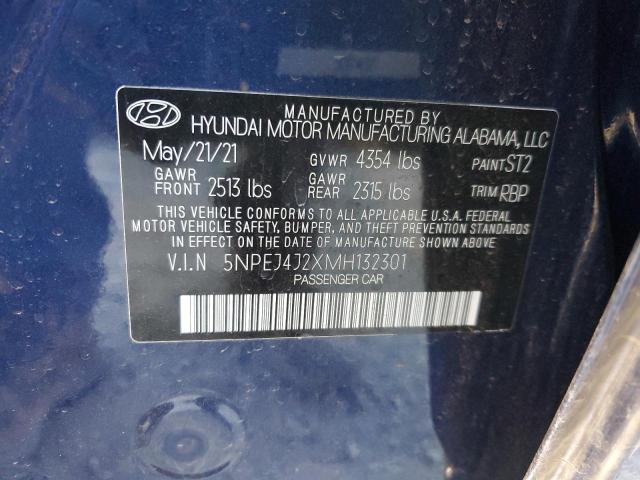 MANUFACTURED BY
HYUNDAI MOTOR MANUFACTURING ALABAMA, LLC
May/21/21 GVWR 4354 lbs PAINT ST2
GAWR FRONT 2513 lbs GAWR REAR 2315 lbs TRIM RBP
THIS VEHICLE CONFORMS TO ALL APPLICABLE U.S.A. FEDERAL
MOTOR VEHICLE SAFETY, BUMPER, AND THEFT PREVENTION
STANDARDS IN EFFECT ON THE DATE OF MANUFACTURE SHOWN ABOVE.
V.I.N 5NPEJ4J2XMH132301
PASSENGER CAR